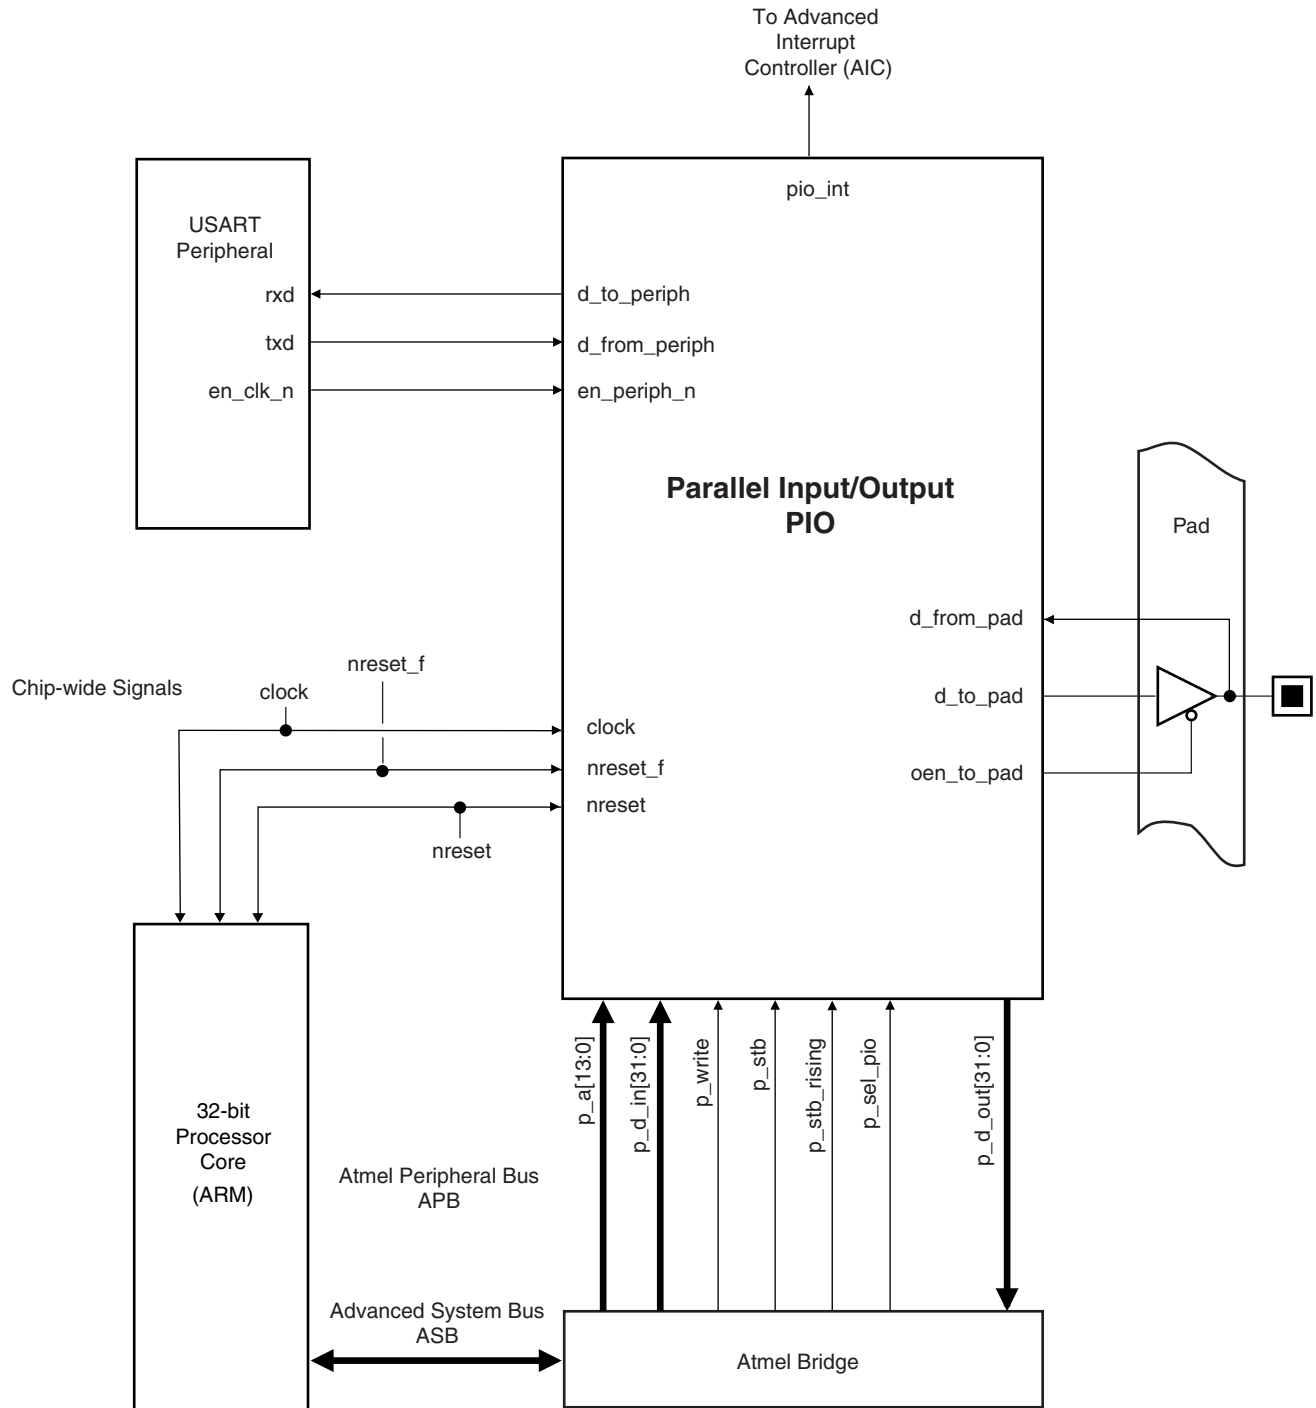 To Advanced
Interrupt
Controller (AIC)
pio_int
USART
Peripheral
rxd
d_to_periph
txd
d_from_periph
en_clk_n
en_periph_n
Parallel Input/Output
PIO
Pad
d_from_pad
nreset_f
Chip-wide Signals
clock
d_to_pad
clock
nreset_f
oen_to_pad
nreset
nreset
p_a[13:0]
p_d_in[31:0]
p_write
p_stb
p_stb_rising
p_sel_pio
p_d_out[31:0]
32-bit
Processor
Core
(ARM)
Atmel Peripheral Bus
APB
Advanced System Bus
ASB
Atmel Bridge